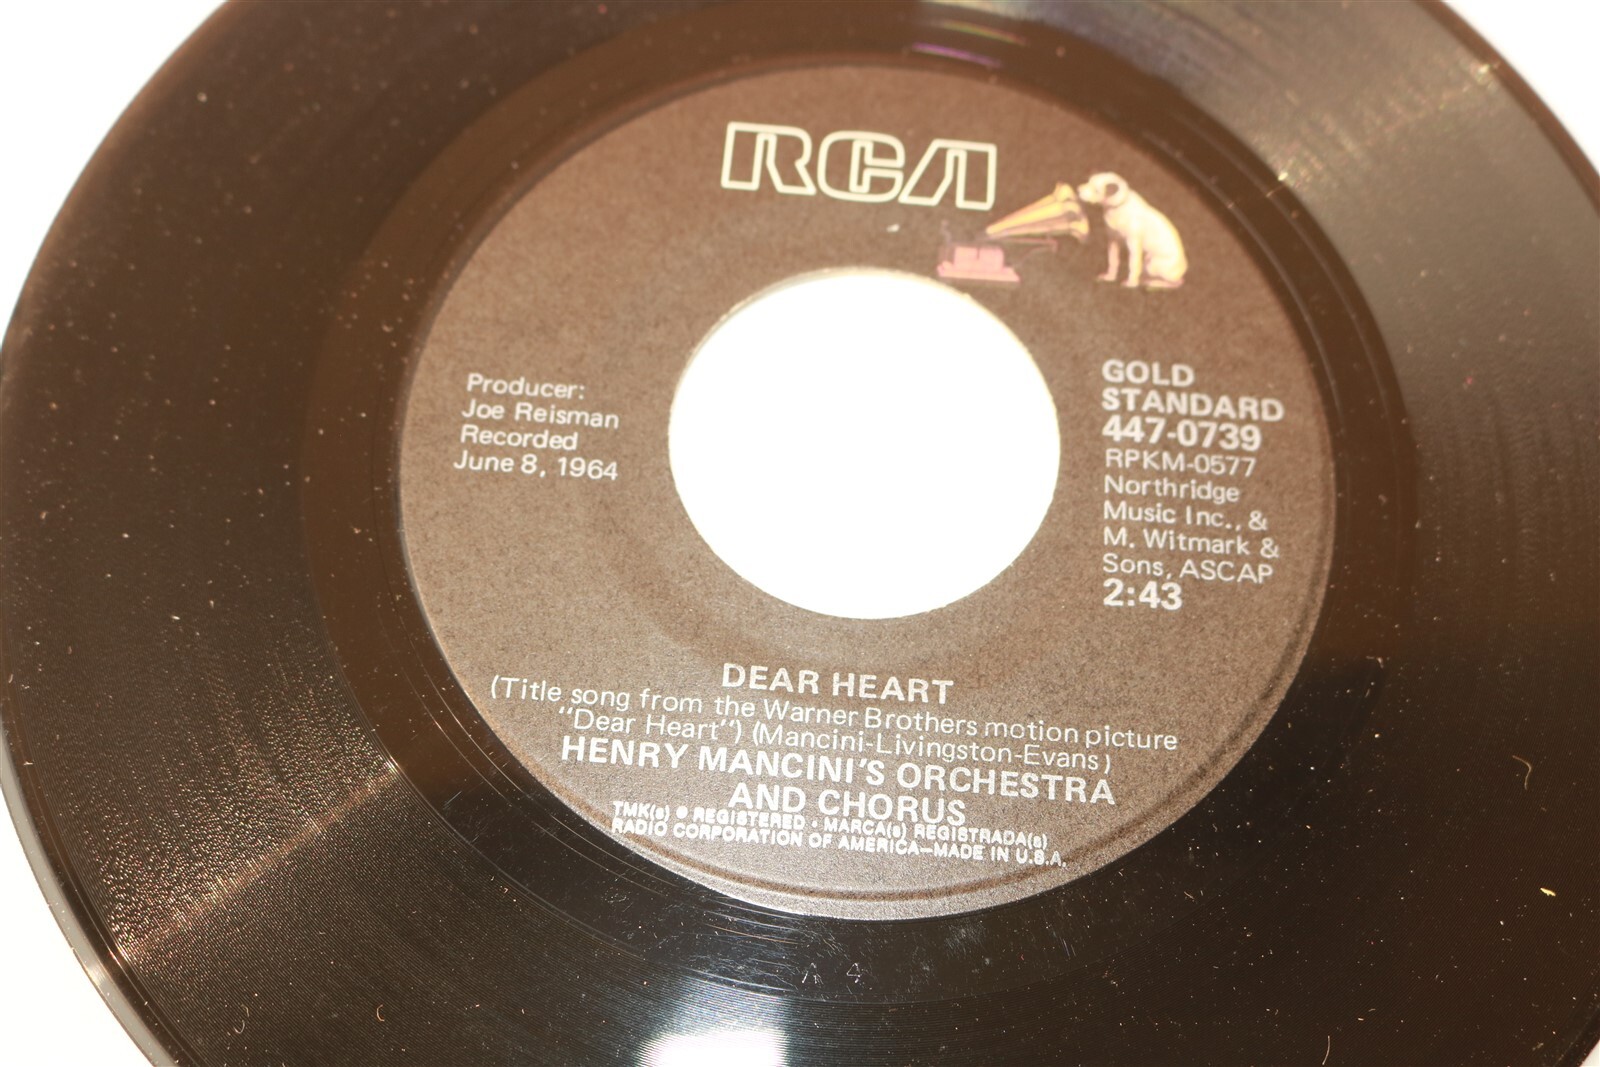 RCA
Producer:
Joe Reisman
Recorded
June 8, 1964
GOLD
STANDARD
447-0739
RPKM-0577
Northridge
Music Inc., &
M. Witmark &
Sons, ASCAP
2:43
DEAR HEART
(Title song from the Warner Brothers motion picture
"Dear Heart") (Mancini-Livingston-Evans)
HENRY MANCINI'S ORCHESTRA
AND CHORUS
TMK(s) ® REGISTERED • MARCA(s) REGISTRADA(s)
RADIO CORPORATION OF AMERICA—MADE IN U.S.A.
A 4